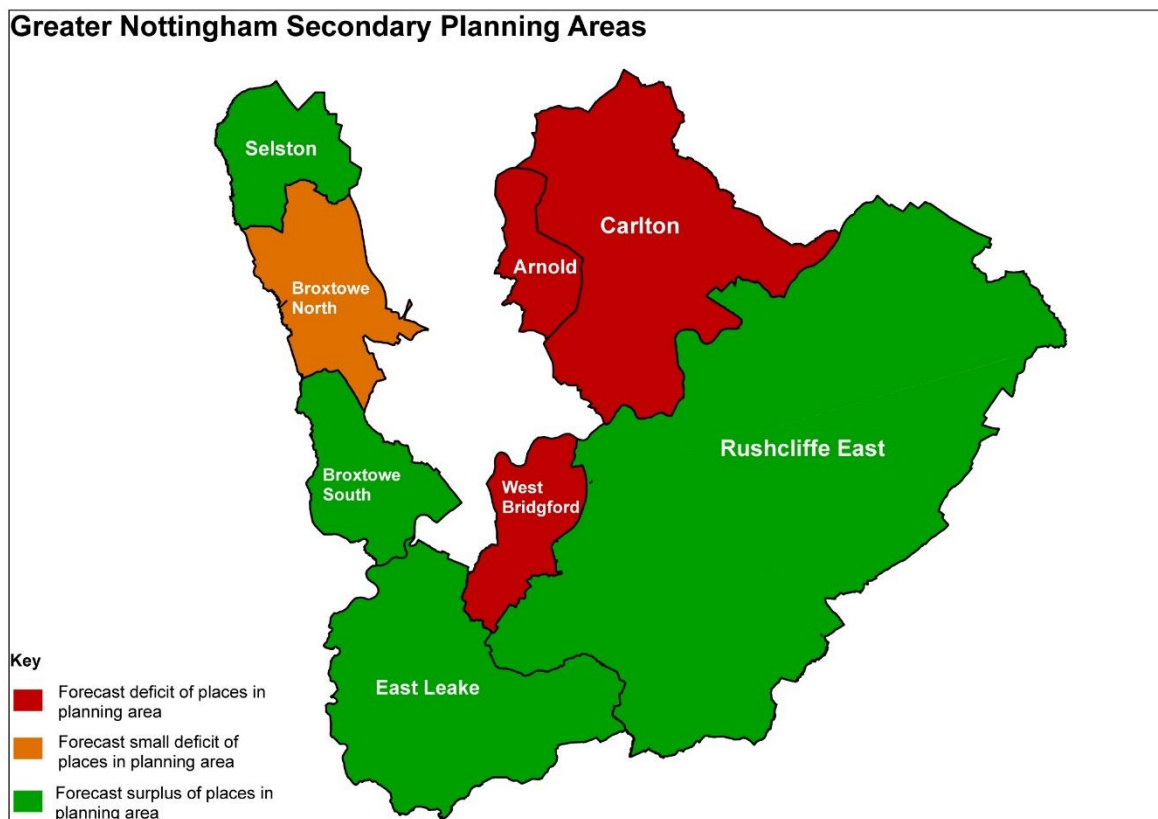 Greater Nottingham Secondary Planning Areas
Selston
Carlton
Arnold
Broxtowe
North
Rushcliffe East
Broxtowe
South
West
Bridgford
East Leake
Key
Forecast deficit of places in
planning area
Forecast small deficit of
places in planning area
Forecast surplus of places in
planning area